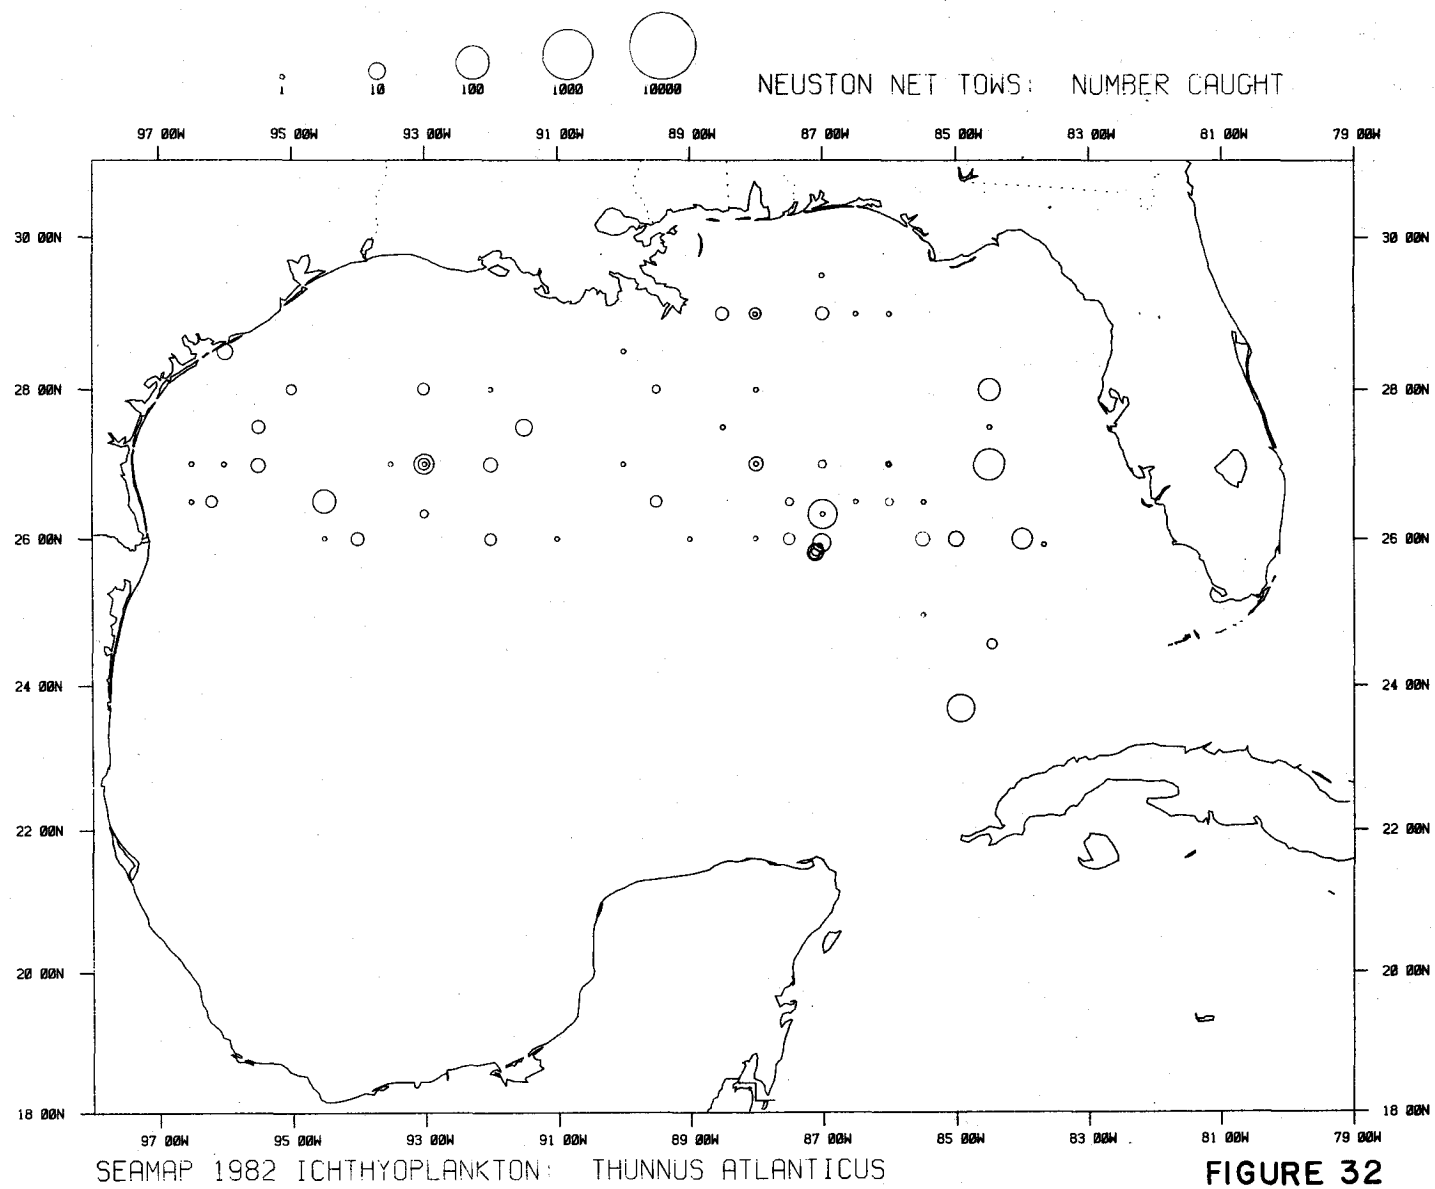 1 10 100 1000 10000
NEUSTON NET TOWS: NUMBER CAUGHT
97 00W 95 00W 93 00W 91 00W 89 00W 87 00W 85 00W 83 00W 81 00W 79 00W
30 00N 30 00N
28 00N 28 00N
26 00N 26 00N
24 00N 24 00N
22 00N 22 00N
20 00N 20 00N
18 00N 18 00N
97 00W 95 00W 93 00W 91 00W 89 00W 87 00W 85 00W 83 00W 81 00W 79 00W
SEAMAP 1982 ICHTHYOPLANKTON: THUNNUS ATLANTICUS
FIGURE 32